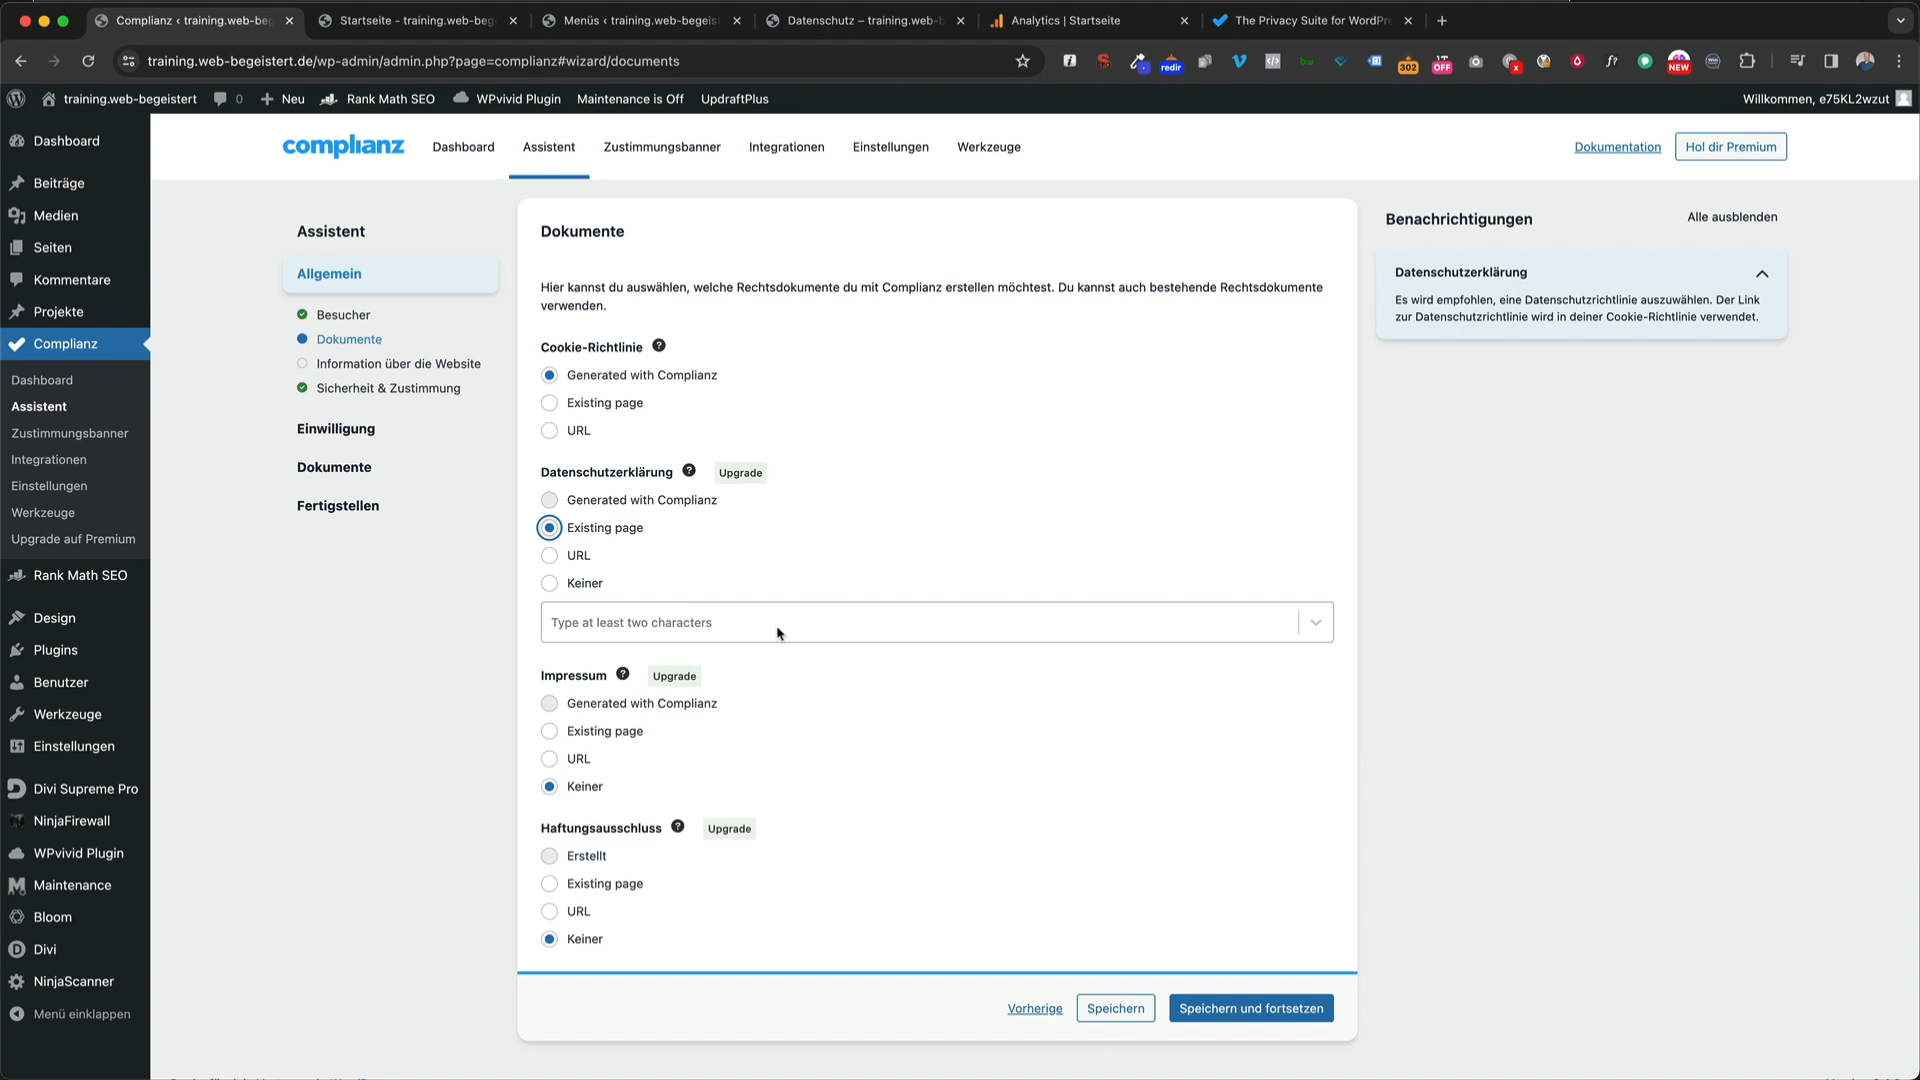 Complianz ‹ training.web-be
Startseite - training.web-beg
Menüs ‹ training.web-begeist
Datenschutz – training.web-b
Analytics | Startseite
The Privacy Suite for WordPr
training.web-begeistert.de/wp-admin/admin.php?page=complianz#wizard/documents
redir
302
OFF
NEW
training.web-begeistert
0
Neu
Rank Math SEO
WPvivid Plugin
Maintenance is Off
UpdraftPlus
Willkommen, e75KL2wzut
Dashboard
Beiträge
Medien
Seiten
Kommentare
Projekte
Complianz
Dashboard
Assistent
Zustimmungsbanner
Integrationen
Einstellungen
Werkzeuge
Upgrade auf Premium
Rank Math SEO
Design
Plugins
Benutzer
Werkzeuge
Einstellungen
Divi Supreme Pro
NinjaFirewall
WPvivid Plugin
Maintenance
Bloom
Divi
NinjaScanner
Menü einklappen
complianz
Dashboard
Assistent
Zustimmungsbanner
Integrationen
Einstellungen
Werkzeuge
Dokumentation
Hol dir Premium
Assistent
Allgemein
Besucher
Dokumente
Information über die Website
Sicherheit & Zustimmung
Einwilligung
Dokumente
Fertigstellen
Dokumente
Hier kannst du auswählen, welche Rechtsdokumente du mit Complianz erstellen möchtest. Du kannst auch bestehende Rechtsdokumente
verwenden.
Cookie-Richtlinie
Generated with Complianz
Existing page
URL
Datenschutzerklärung
Upgrade
Generated with Complianz
Existing page
URL
Keiner
Type at least two characters
Impressum
Upgrade
Generated with Complianz
Existing page
URL
Keiner
Haftungsausschluss
Upgrade
Erstellt
Existing page
URL
Keiner
Vorherige
Speichern
Speichern und fortsetzen
Benachrichtigungen
Alle ausblenden
Datenschutzerklärung
Es wird empfohlen, eine Datenschutzrichtlinie auszuwählen. Der Link
zur Datenschutzrichtlinie wird in deiner Cookie-Richtlinie verwendet.